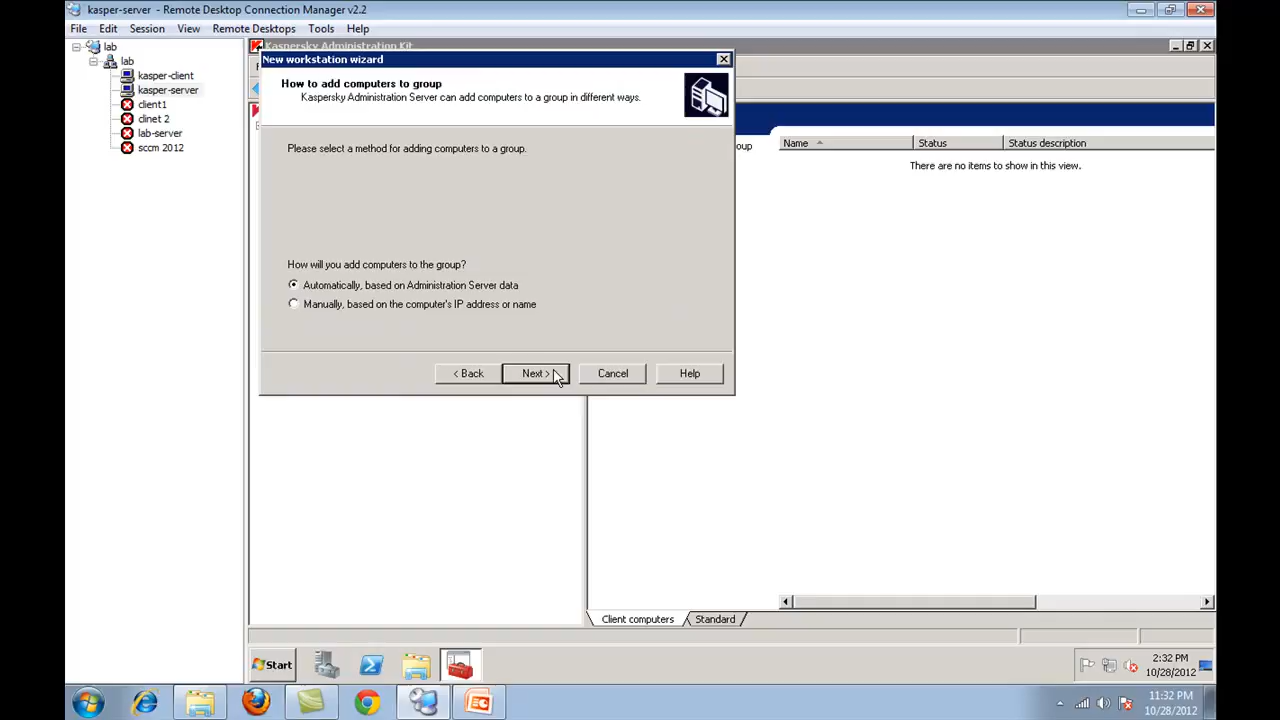 kasper-server - Remote Desktop Connection Manager v2.2
File Edit Session View Remote Desktops Tools Help
lab
lab
kasper-client
kasper-server
client1
clinet 2
lab-server
sccm 2012
Kaspersky Administration Kit
New workstation wizard
How to add computers to group
Kaspersky Administration Server can add computers to a group in different ways.
Please select a method for adding computers to a group.
How will you add computers to the group?
Automatically, based on Administration Server data
Manually, based on the computer's IP address or name
< Back Next > Cancel Help
oup
Name Status Status description
There are no items to show in this view.
Client computers Standard
Start
2:32 PM
10/28/2012
11:32 PM
10/28/2012